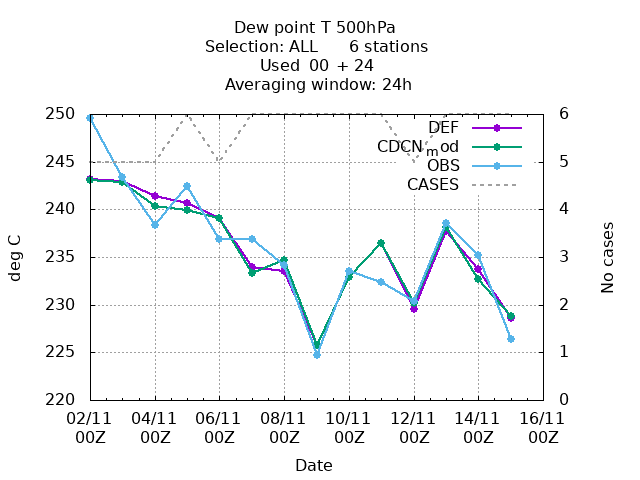 Dew point T 500hPa
Selection: ALL      6 stations
Used  00  + 24
Averaging window: 24h
250
245
240
235
230
225
220
deg C
6
5
4
3
2
1
0
No cases
DEF
CDCN_mod
OBS
CASES
02/11 04/11 06/11 08/11 10/11 12/11 14/11 16/11
00Z 00Z 00Z 00Z 00Z 00Z 00Z 00Z
Date